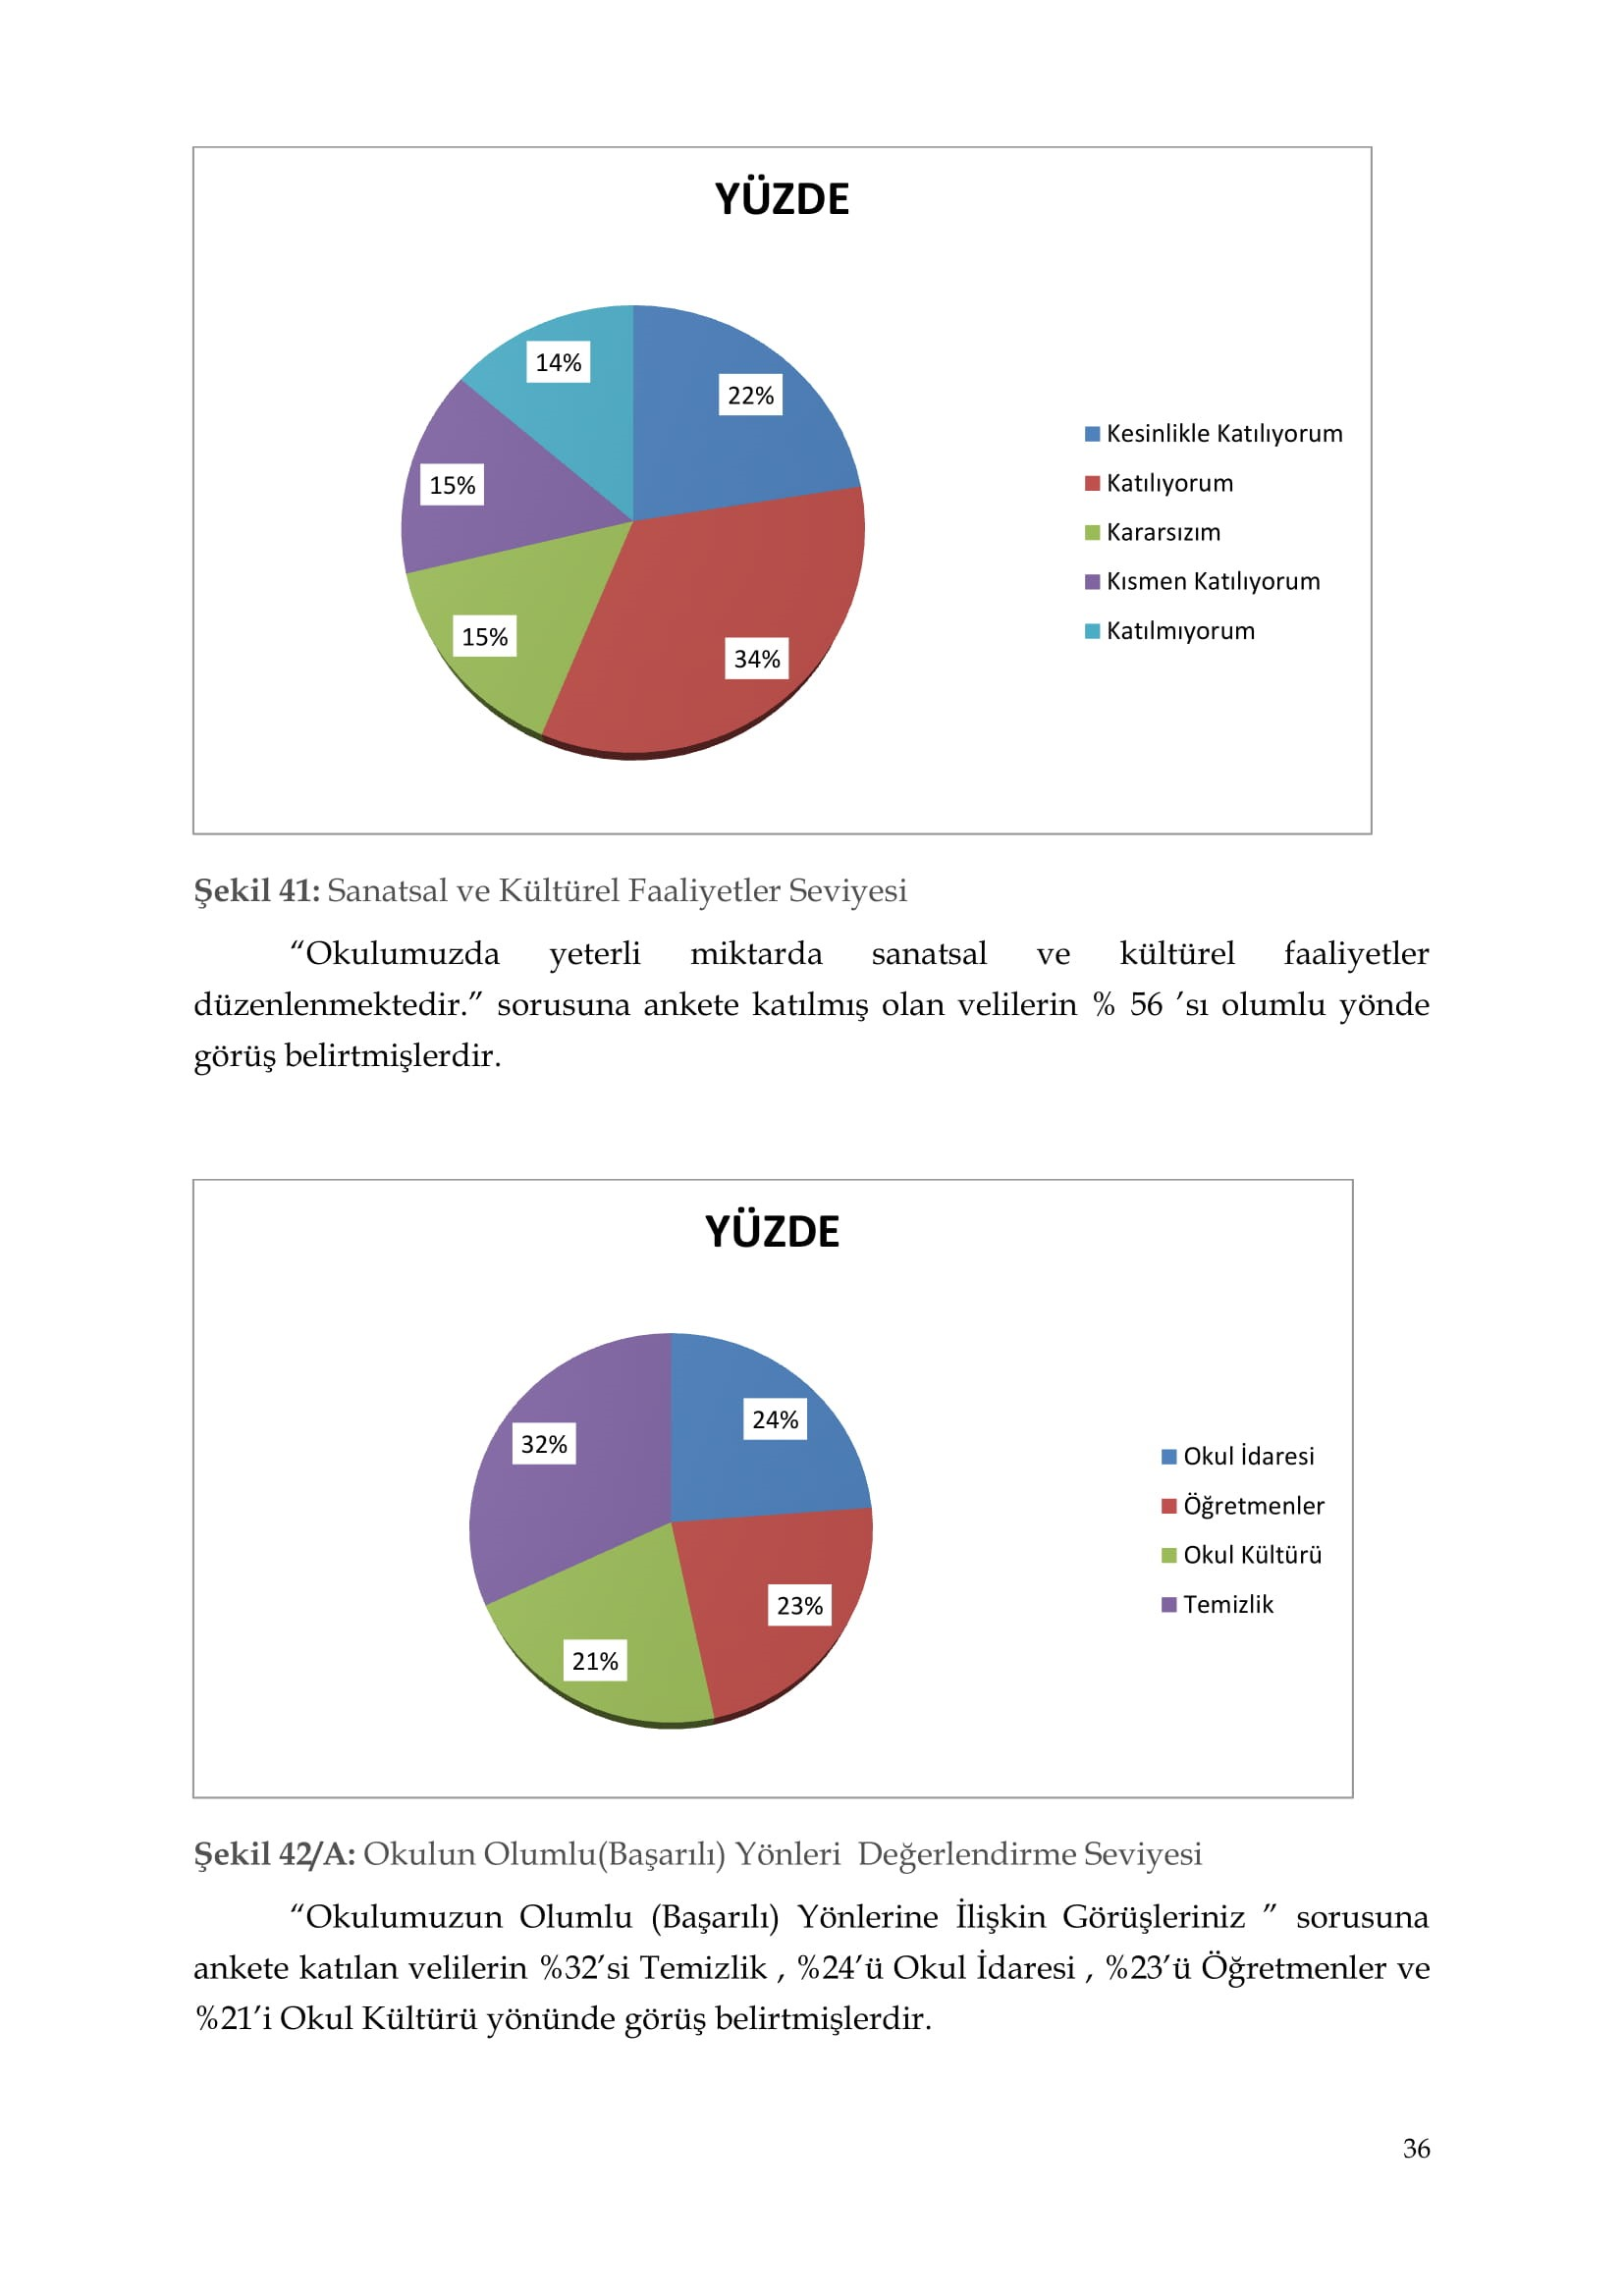 YÜZDE
14%
22%
15%
15%
34%
Kesinlikle Katılıyorum
Katılıyorum
Kararsızım
Kısmen Katılıyorum
Katılmıyorum
Şekil 41: Sanatsal ve Kültürel Faaliyetler Seviyesi
“Okulumuzda yeterli miktarda sanatsal ve kültürel faaliyetler
düzenlenmektedir.” sorusuna ankete katılmış olan velilerin % 56 ’sı olumlu yönde
görüş belirtmişlerdir.
YÜZDE
24%
32%
23%
21%
Okul İdaresi
Öğretmenler
Okul Kültürü
Temizlik
Şekil 42/A: Okulun Olumlu(Başarılı) Yönleri  Değerlendirme Seviyesi
“Okulumuzun Olumlu (Başarılı) Yönlerine İlişkin Görüşleriniz ” sorusuna
ankete katılan velilerin %32’si Temizlik , %24’ü Okul İdaresi , %23’ü Öğretmenler ve
%21’i Okul Kültürü yönünde görüş belirtmişlerdir.
36